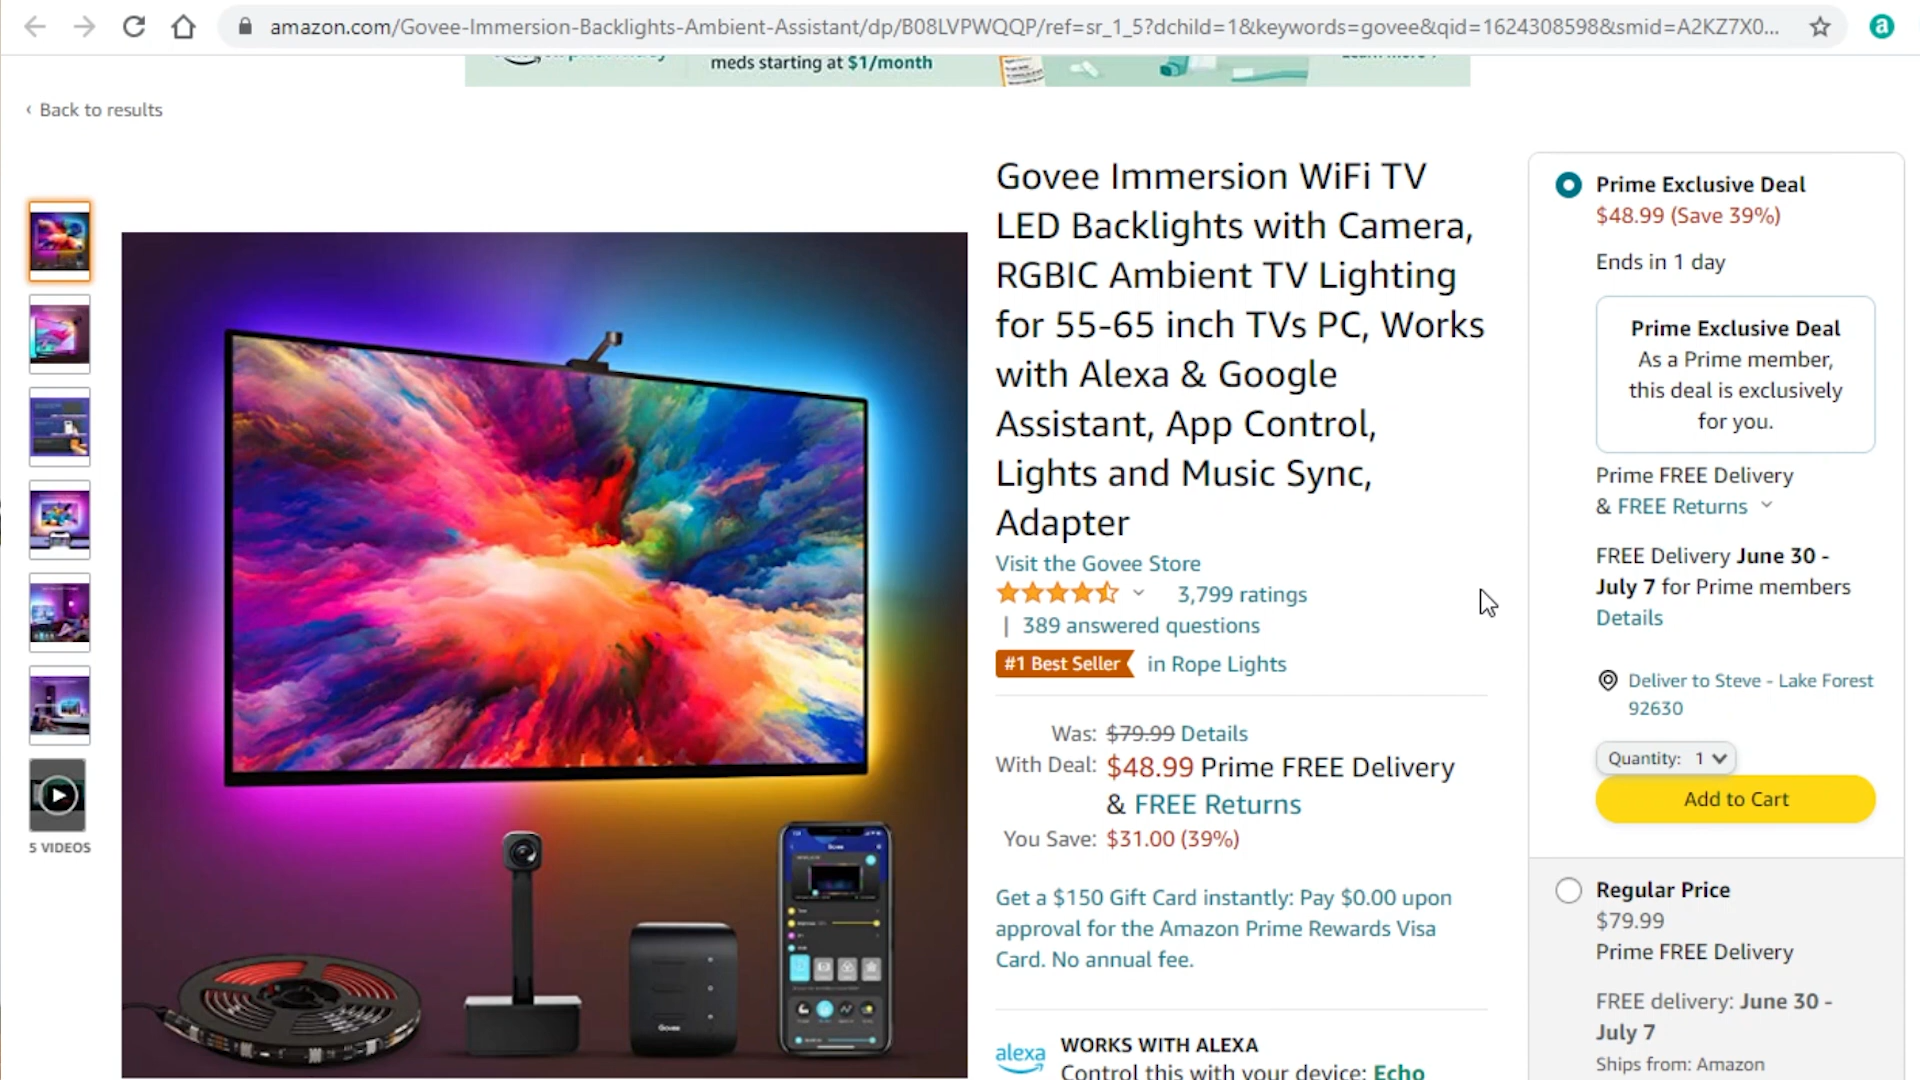 amazon.com/Govee-Immersion-Backlights-Ambient-Assistant/dp/B08LVPWQQP/ref=sr_1_5?dchild=1&keywords=govee&qid=1624308598&smid=A2KZ7X0...
meds starting at $1/month
‹ Back to results
Govee Immersion WiFi TV
LED Backlights with Camera,
RGBIC Ambient TV Lighting
for 55-65 inch TVs PC, Works
with Alexa & Google
Assistant, App Control,
Lights and Music Sync,
Adapter
Visit the Govee Store
3,799 ratings
| 389 answered questions
#1 Best Seller in Rope Lights
Was: $79.99 Details
With Deal: $48.99 Prime FREE Delivery
& FREE Returns
You Save: $31.00 (39%)
Get a $150 Gift Card instantly: Pay $0.00 upon
approval for the Amazon Prime Rewards Visa
Card. No annual fee.
alexa
WORKS WITH ALEXA
Control this with your device: Echo
5 VIDEOS
Govee
Prime Exclusive Deal
$48.99 (Save 39%)
Ends in 1 day
Prime Exclusive Deal
As a Prime member,
this deal is exclusively
for you.
Prime FREE Delivery
& FREE Returns
FREE Delivery June 30 -
July 7 for Prime members
Details
Deliver to Steve - Lake Forest
92630
Quantity: 1
Add to Cart
Regular Price
$79.99
Prime FREE Delivery
FREE delivery: June 30 -
July 7
Ships from: Amazon